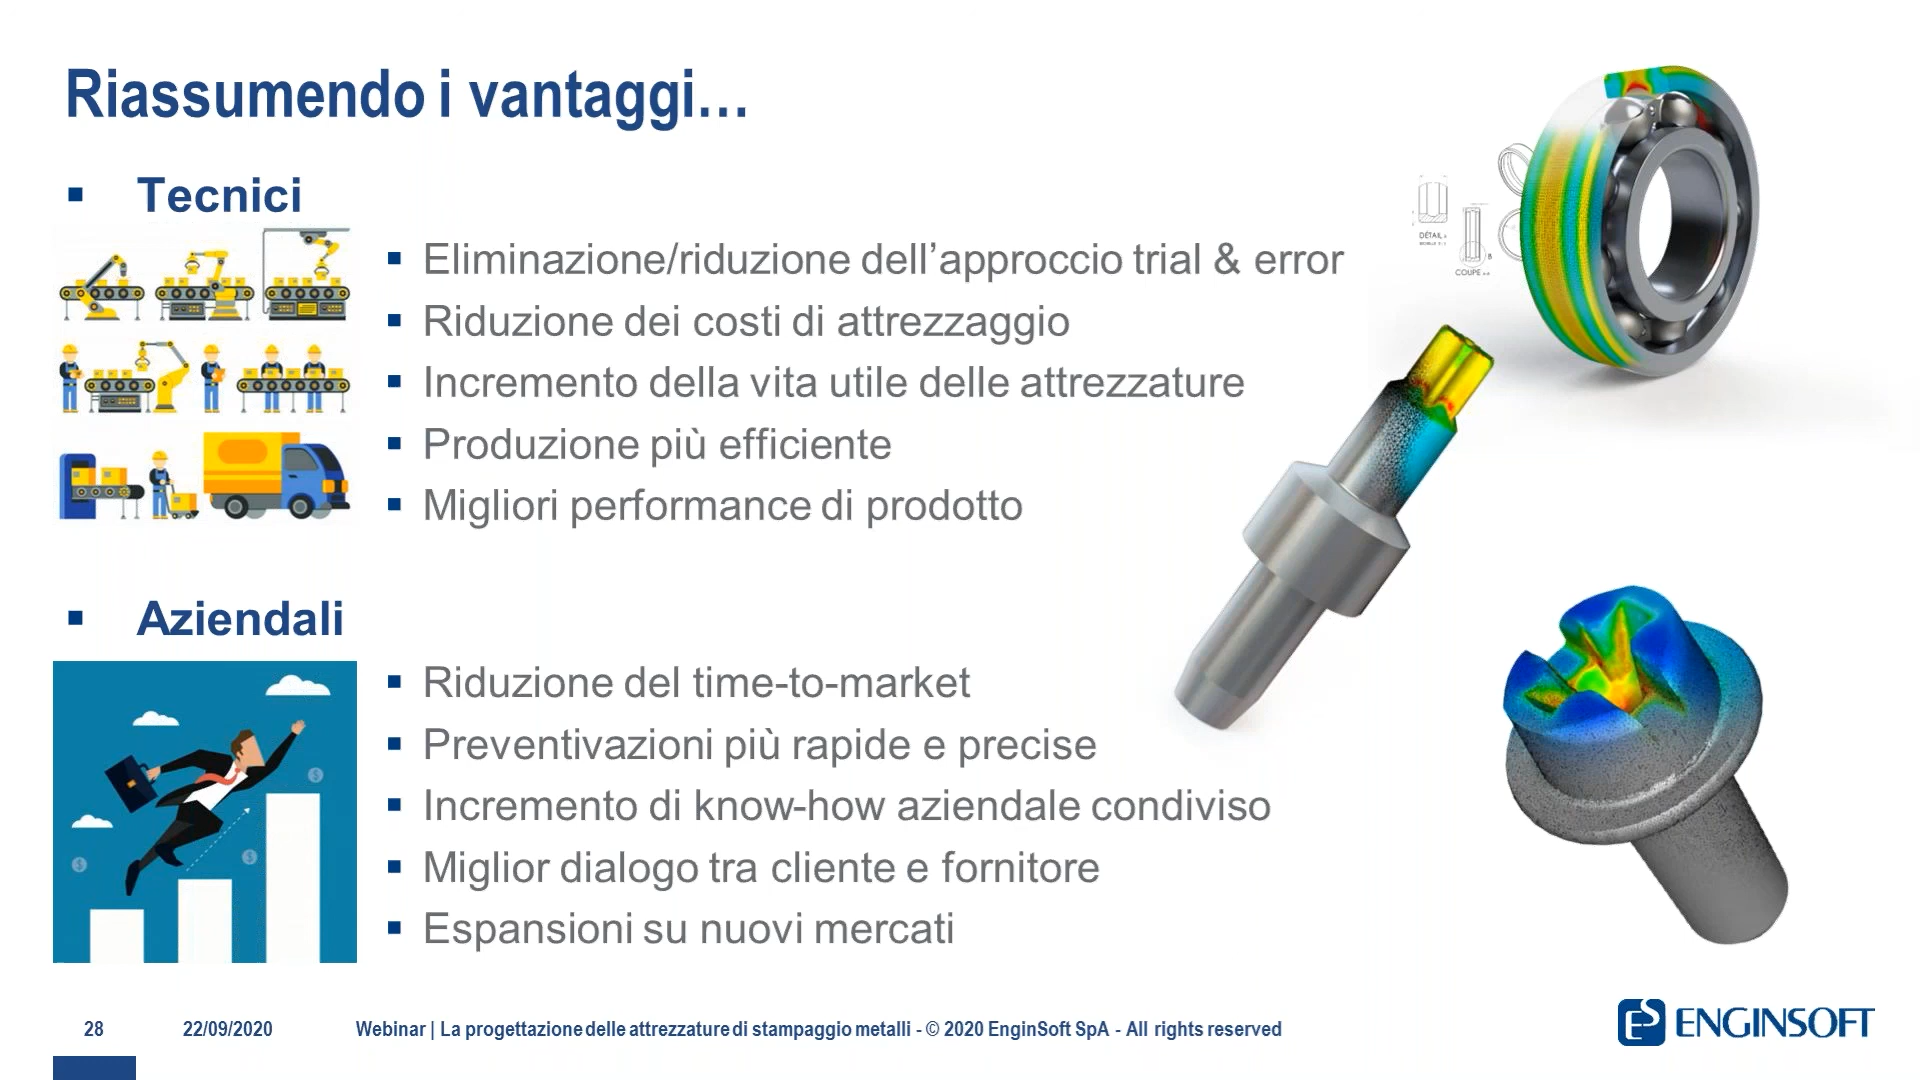 Riassumendo i vantaggi…
Tecnici
Eliminazione/riduzione dell’approccio trial & error
Riduzione dei costi di attrezzaggio
Incremento della vita utile delle attrezzature
Produzione più efficiente
Migliori performance di prodotto
DÉTAIL
COUPE
B
Aziendali
Riduzione del time-to-market
Preventivazioni più rapide e precise
Incremento di know-how aziendale condiviso
Miglior dialogo tra cliente e fornitore
Espansioni su nuovi mercati
28 22/09/2020 Webinar | La progettazione delle attrezzature di stampaggio metalli - © 2020 EnginSoft SpA - All rights reserved
ENGINSOFT